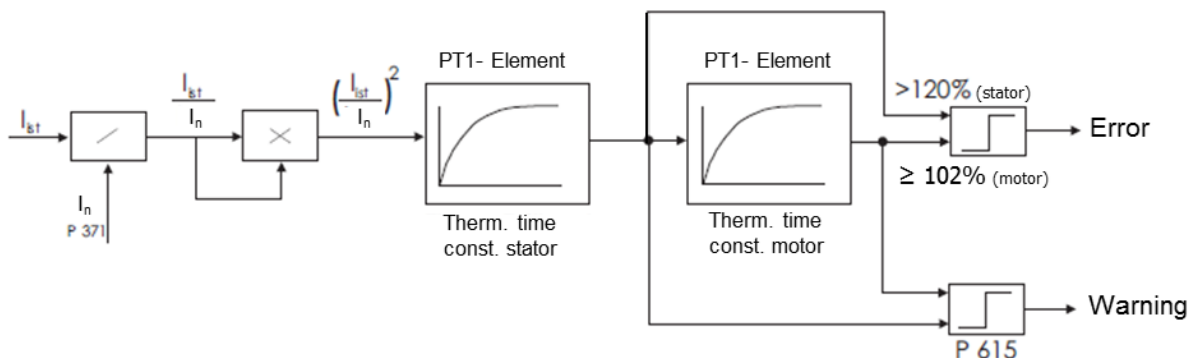 I_ist
I_n
P 371
I_ist
I_n
(I_ist / I_n)²
PT1- Element
Therm. time
const. stator
PT1- Element
Therm. time
const. motor
>120% (stator)
Error
≥ 102% (motor)
Warning
P 615